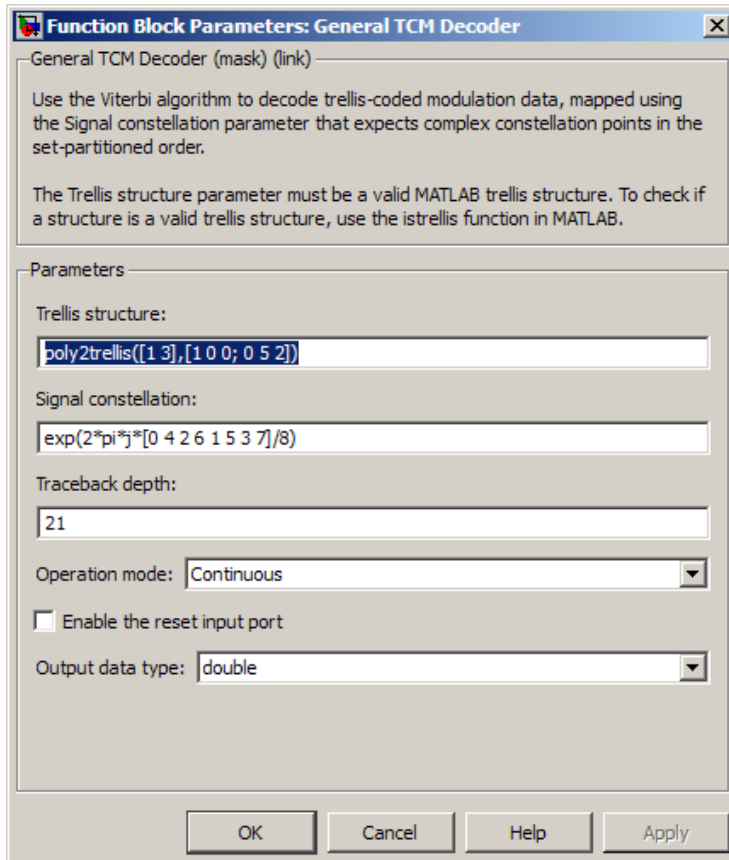 Function Block Parameters: General TCM Decoder
General TCM Decoder (mask) (link)
Use the Viterbi algorithm to decode trellis-coded modulation data, mapped using
the Signal constellation parameter that expects complex constellation points in the
set-partitioned order.
The Trellis structure parameter must be a valid MATLAB trellis structure. To check if
a structure is a valid trellis structure, use the istrellis function in MATLAB.
Parameters
Trellis structure:
poly2trellis([1 3],[1 0 0; 0 5 2])
Signal constellation:
exp(2*pi*j*[0 4 2 6 1 5 3 7]/8)
Traceback depth:
21
Operation mode: Continuous
Enable the reset input port
Output data type: double
OK Cancel Help Apply